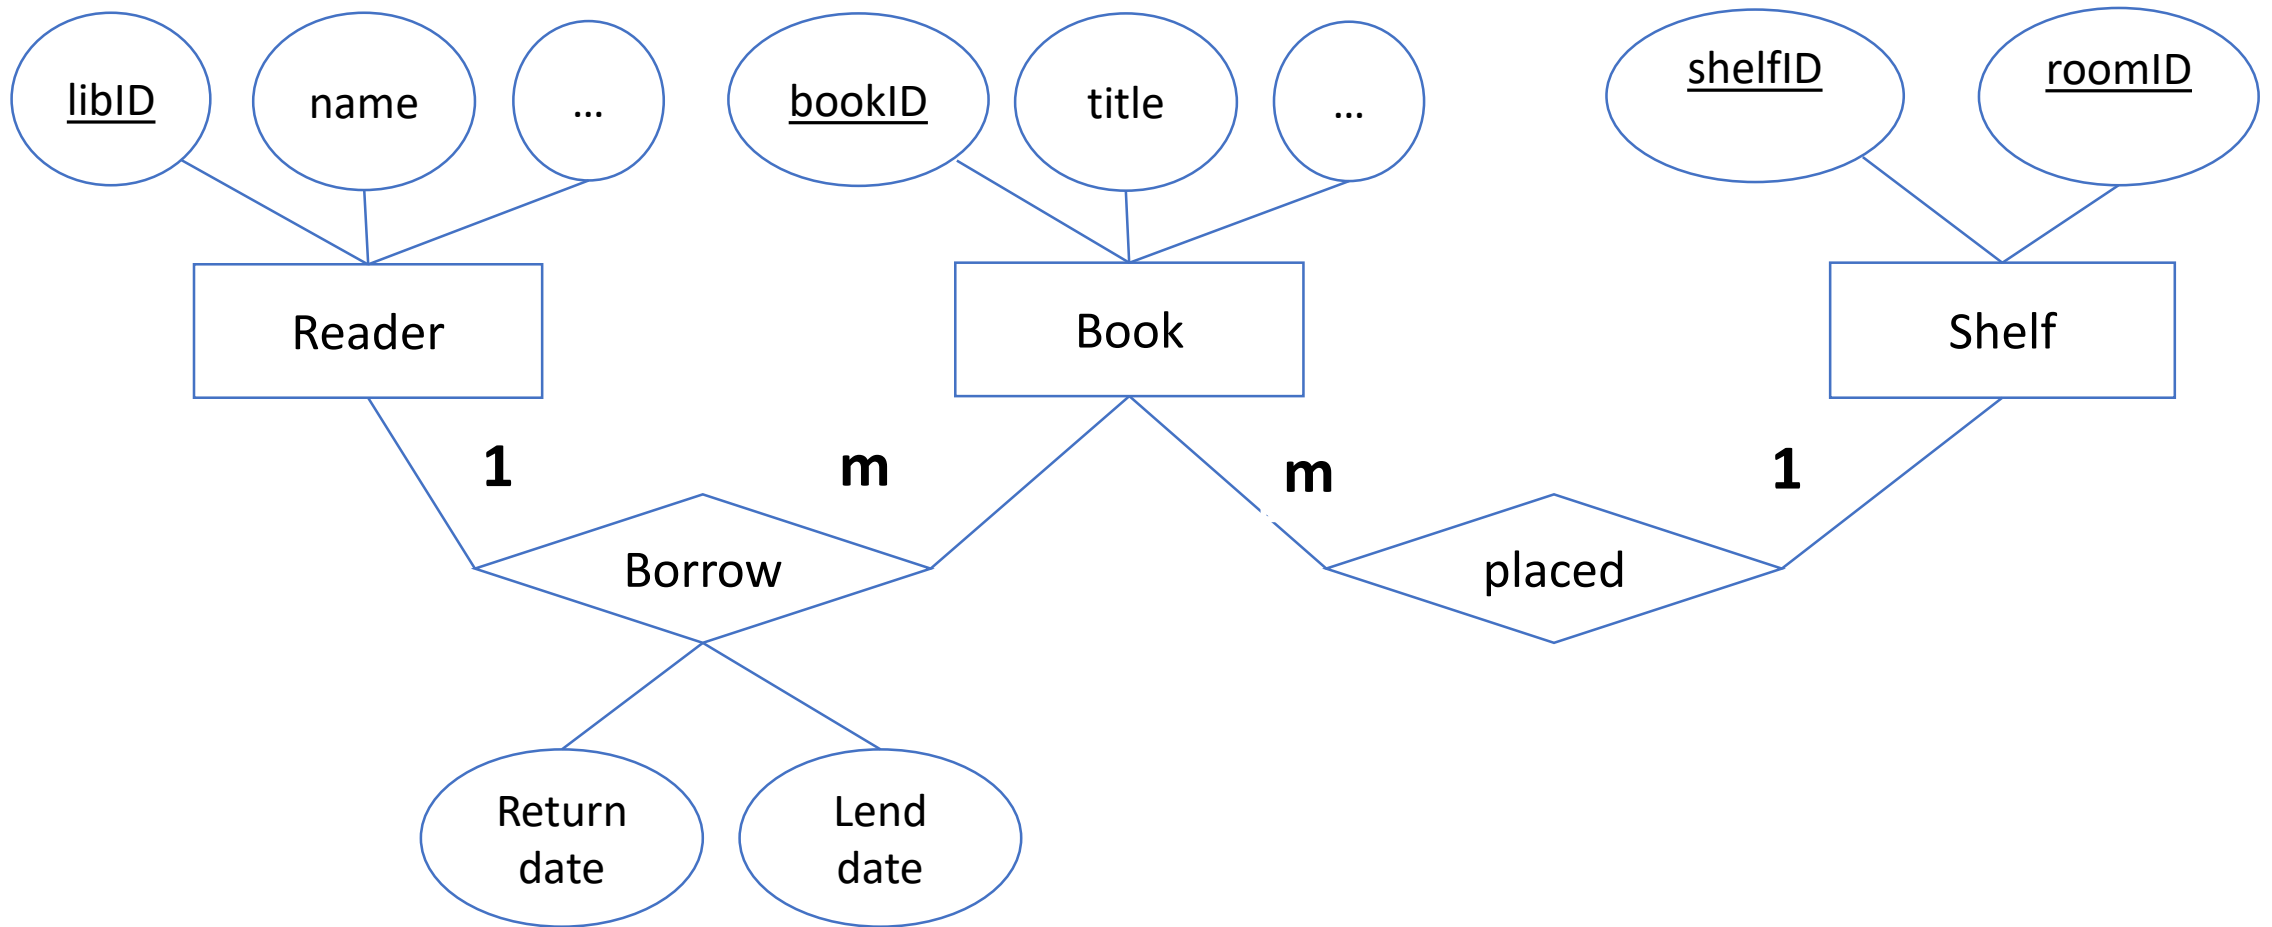 libID
name
...
bookID
title
...
shelfID
roomID
Reader
Book
Shelf
1
m
m
1
Borrow
placed
Return
date
Lend
date